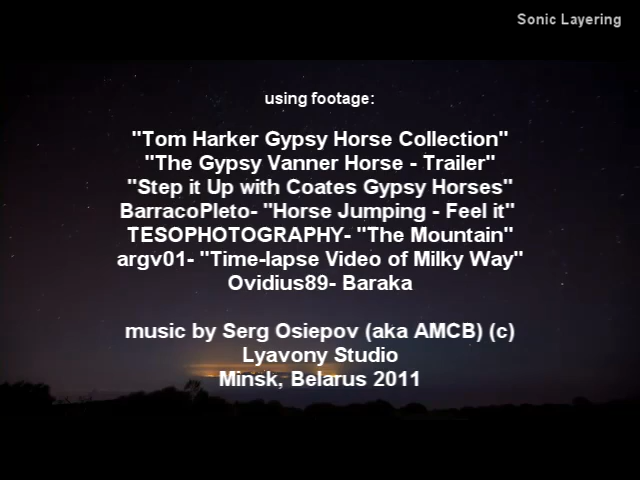 Sonic Layering
using footage:
"Tom Harker Gypsy Horse Collection"
"The Gypsy Vanner Horse - Trailer"
"Step it Up with Coates Gypsy Horses"
BarracoPleto- "Horse Jumping - Feel it"
TESOPHOTOGRAPHY- "The Mountain"
argv01- "Time-lapse Video of Milky Way"
Ovidius89- Baraka
music by Serg Osiepov (aka AMCB) (c)
Lyavony Studio
Minsk, Belarus 2011